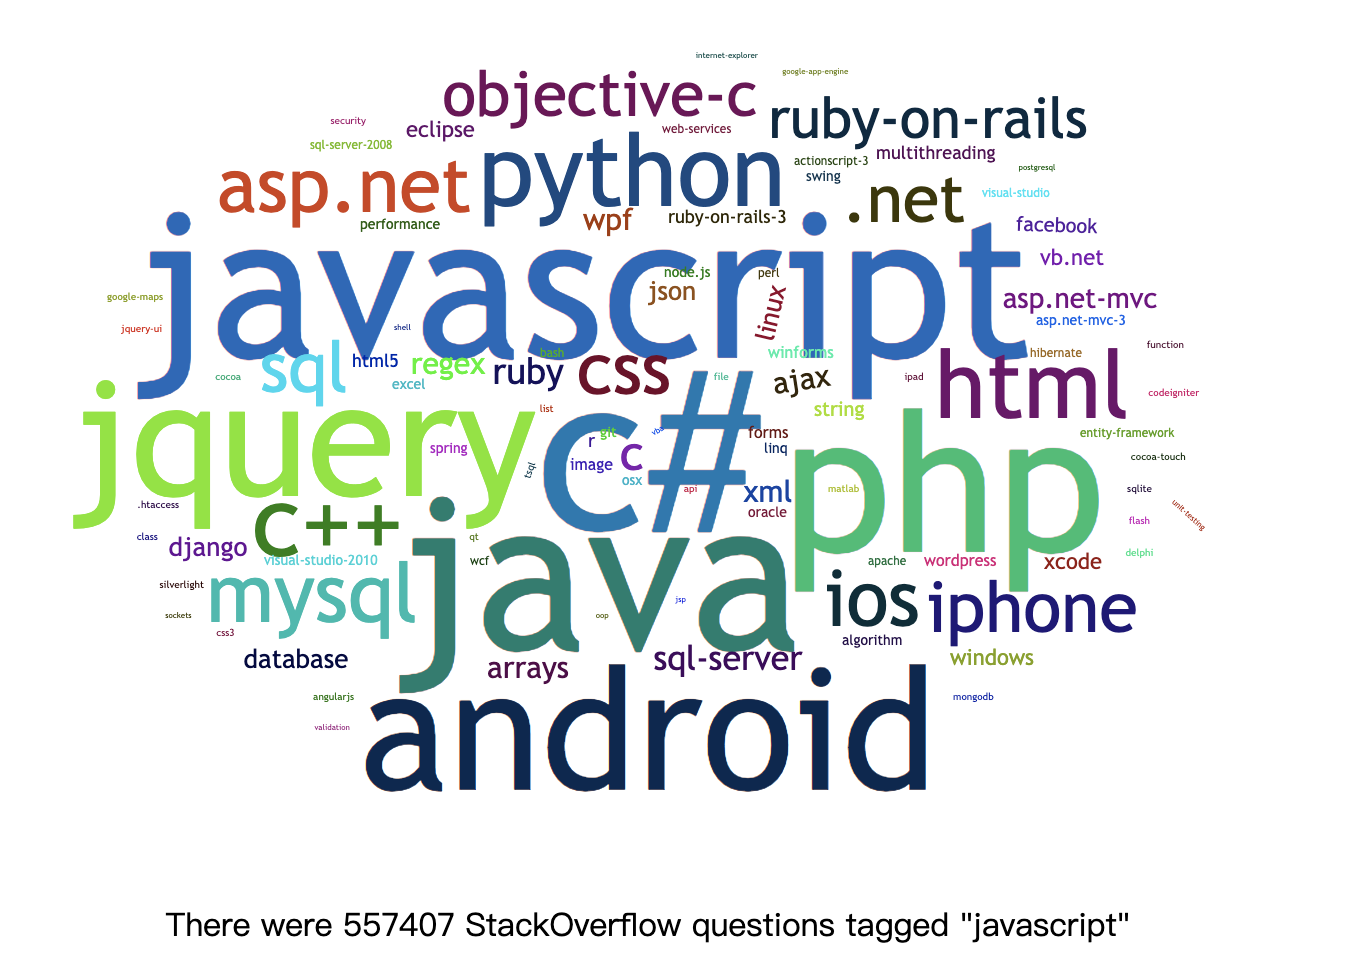 internet-explorer
google-app-engine
objective-c
ruby-on-rails
security
eclipse
web-services
sql-server-2008
multithreading
actionscript-3
python
asp.net
swing
postgresql
visual-studio
.net
performance
wpf
ruby-on-rails-3
facebook
javascript
vb.net
node.js
perl
json
linux
google-maps
asp.net-mvc
jquery-ui
shell
asp.net-mvc-3
function
sql
html5
regex
bash
ruby
css
winforms
hibernate
cocoa
excel
file
ajax
ipad
html
codeigniter
list
string
jquery
c#
php
r
git
vba
forms
entity-framework
spring
linq
c
cocoa-touch
tsql
image
osx
api
xml
matlab
sqlite
.htaccess
oracle
unit-testing
c++
flash
class
qt
django
delphi
visual-studio-2010
wcf
java
apache
wordpress
xcode
silverlight
mysql
jsp
ios
iphone
sockets
oop
css3
algorithm
database
arrays
sql-server
windows
angularjs
mongodb
validation
android
There were 557407 StackOverflow questions tagged "javascript"